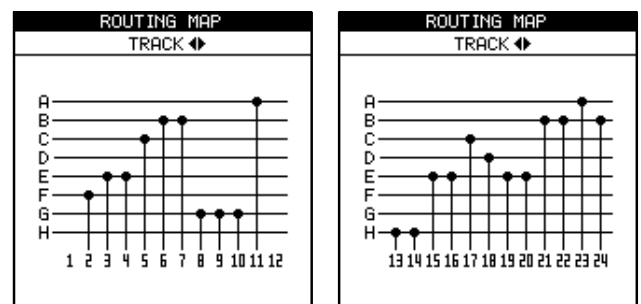 ROUTING MAP
TRACK
A
B
C
D
E
F
G
H
1 2 3 4 5 6 7 8 9 10 11 12
ROUTING MAP
TRACK
A
B
C
D
E
F
G
H
13 14 15 16 17 18 19 20 21 22 23 24